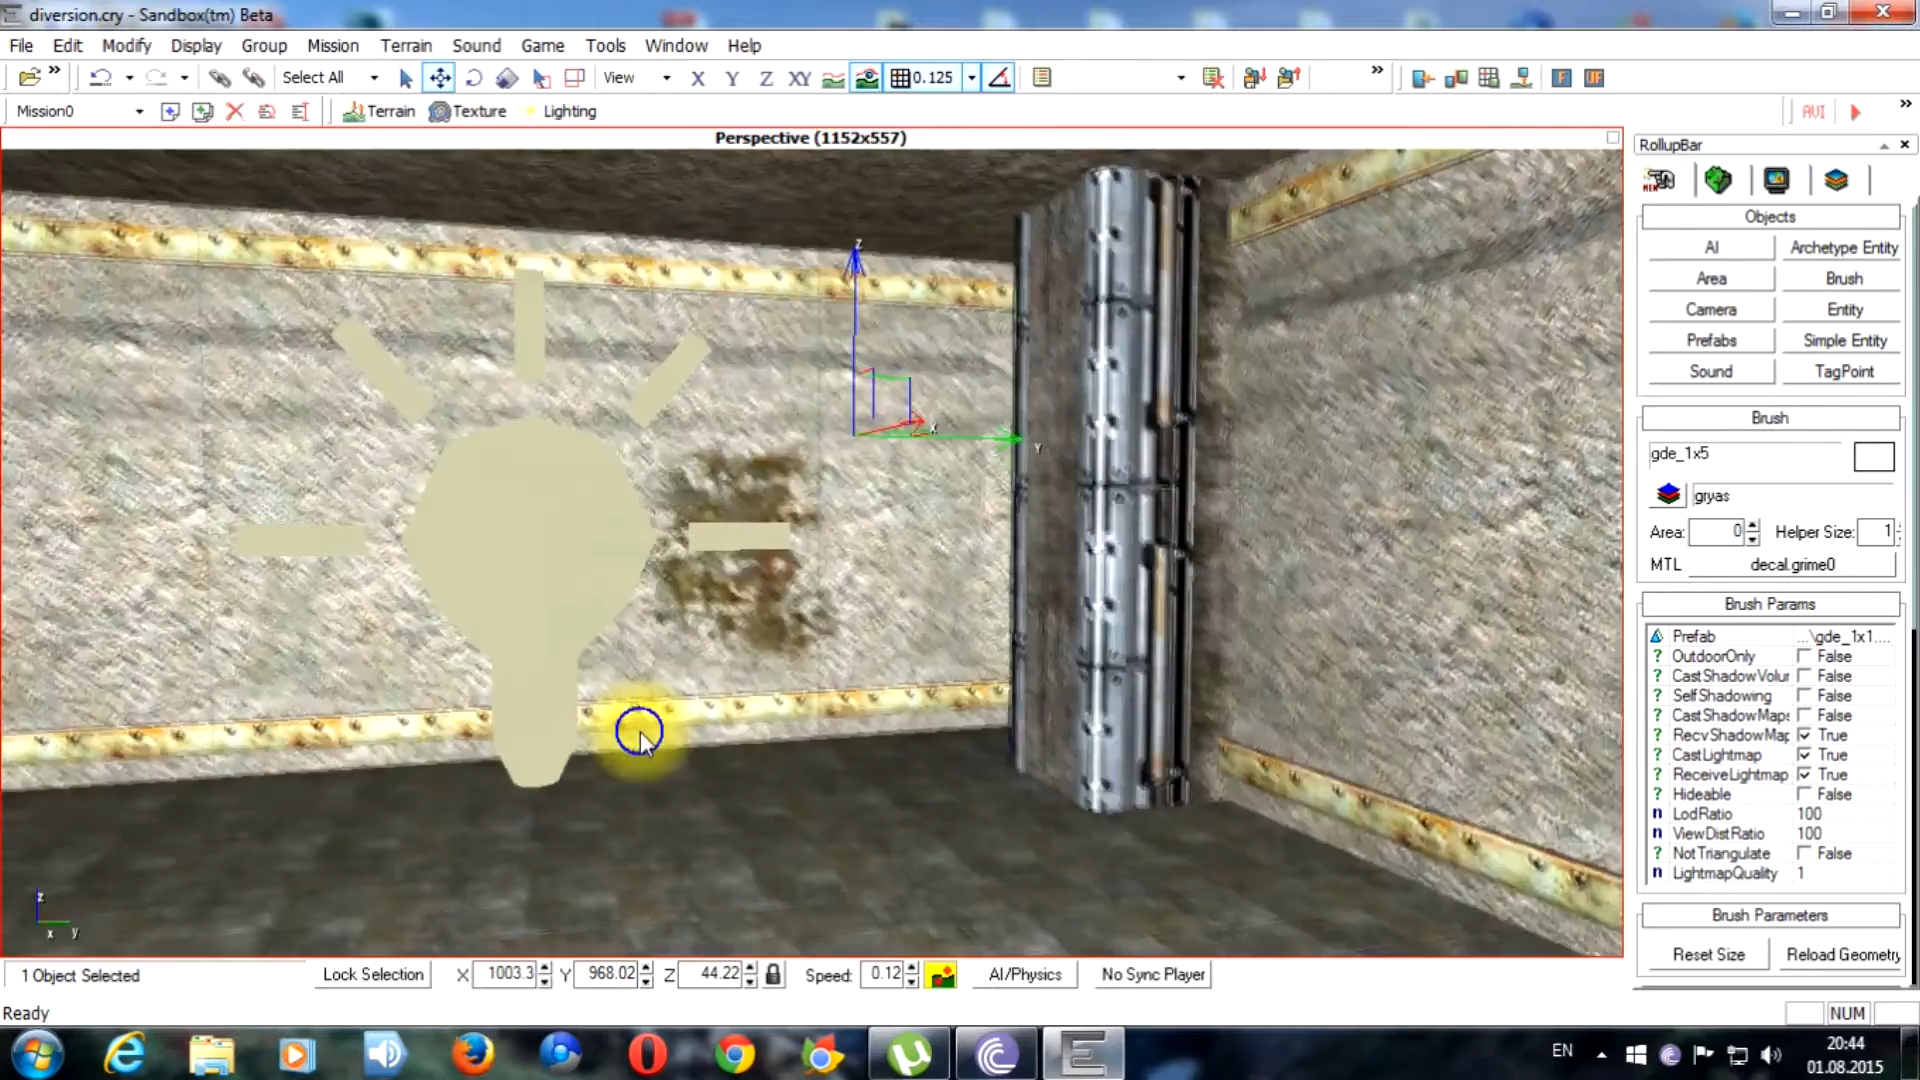 diversion.cry - Sandbox(tm) Beta
File Edit Modify Display Group Mission Terrain Sound Game Tools Window Help
Select All View X Y Z XY 0.125 F UF
Mission0 Terrain Texture Lighting AVI
Perspective (1152x557)
RollupBar
NEW
Objects
AI Archetype Entity
Area Brush
Camera Entity
Prefabs Simple Entity
Sound TagPoint
Brush
gde_1x5
gryas
Area: 0 Helper Size: 1
MTL decal.grime0
Brush Params
Prefab ...\gde_1x1....
? OutdoorOnly False
? CastShadowVolur False
? SelfShadowing False
? CastShadowMaps False
? RecvShadowMap True
? CastLightmap True
? ReceiveLightmap True
? Hideable False
n LodRatio 100
n ViewDistRatio 100
? NotTriangulate False
n LightmapQuality 1
Brush Parameters
Reset Size Reload Geometry
z
x
Y
z
x y
1 Object Selected Lock Selection X 1003.3 Y 968.02 Z 44.22 Speed: 0.12 AI/Physics No Sync Player
Ready NUM
EN 20:44
01.08.2015